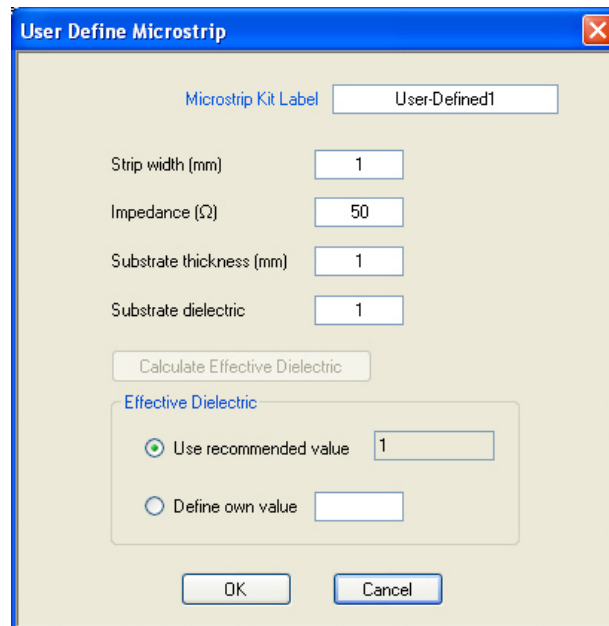 User Define Microstrip
Microstrip Kit Label User-Defined1
Strip width (mm) 1
Impedance (Ω) 50
Substrate thickness (mm) 1
Substrate dielectric 1
Calculate Effective Dielectric
Effective Dielectric
Use recommended value 1
Define own value
OK Cancel